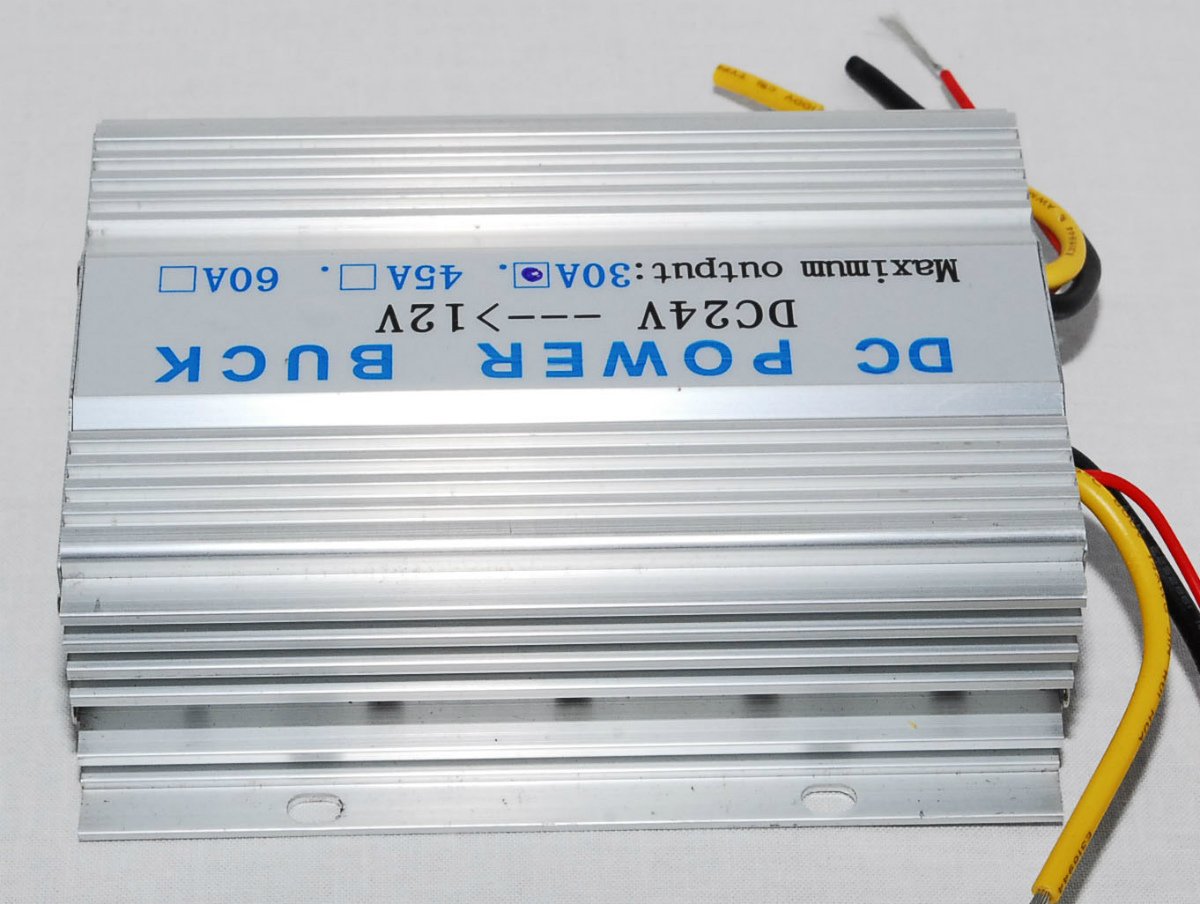 DC POWER BUCK
DC24V --->12V
Maximum output:30A☑. 45A☐. 60A☐